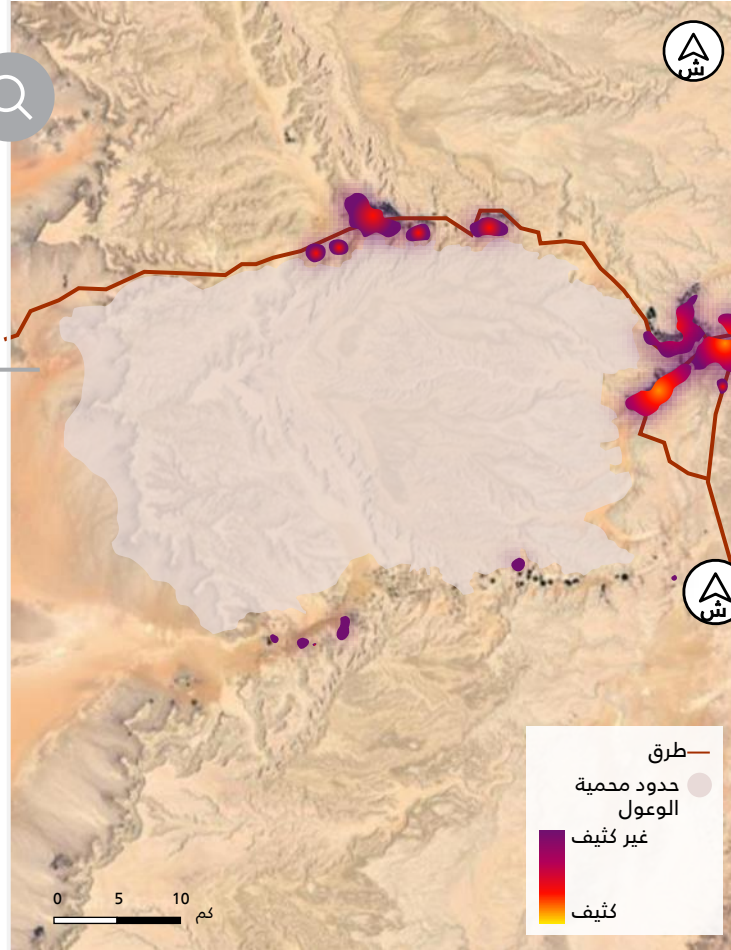 ش
ش
طرق
حدود محمية
الوعول
غير كثيف
كثيف
0 5 10
كم